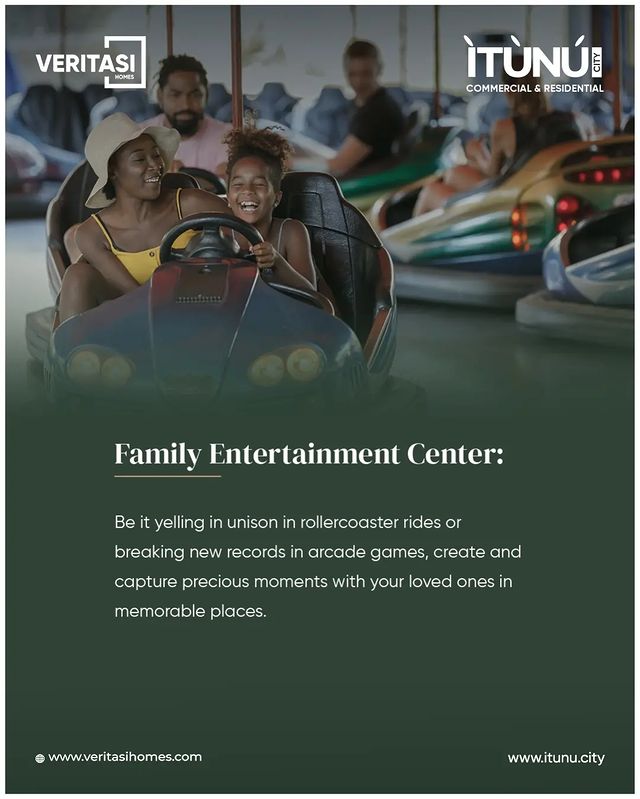 VERITASI
HOMES
ÌTÙNÚ CITY
COMMERCIAL & RESIDENTIAL
Family Entertainment Center:
Be it yelling in unison in rollercoaster rides or
breaking new records in arcade games, create and
capture precious moments with your loved ones in
memorable places.
www.veritasihomes.com
www.itunu.city